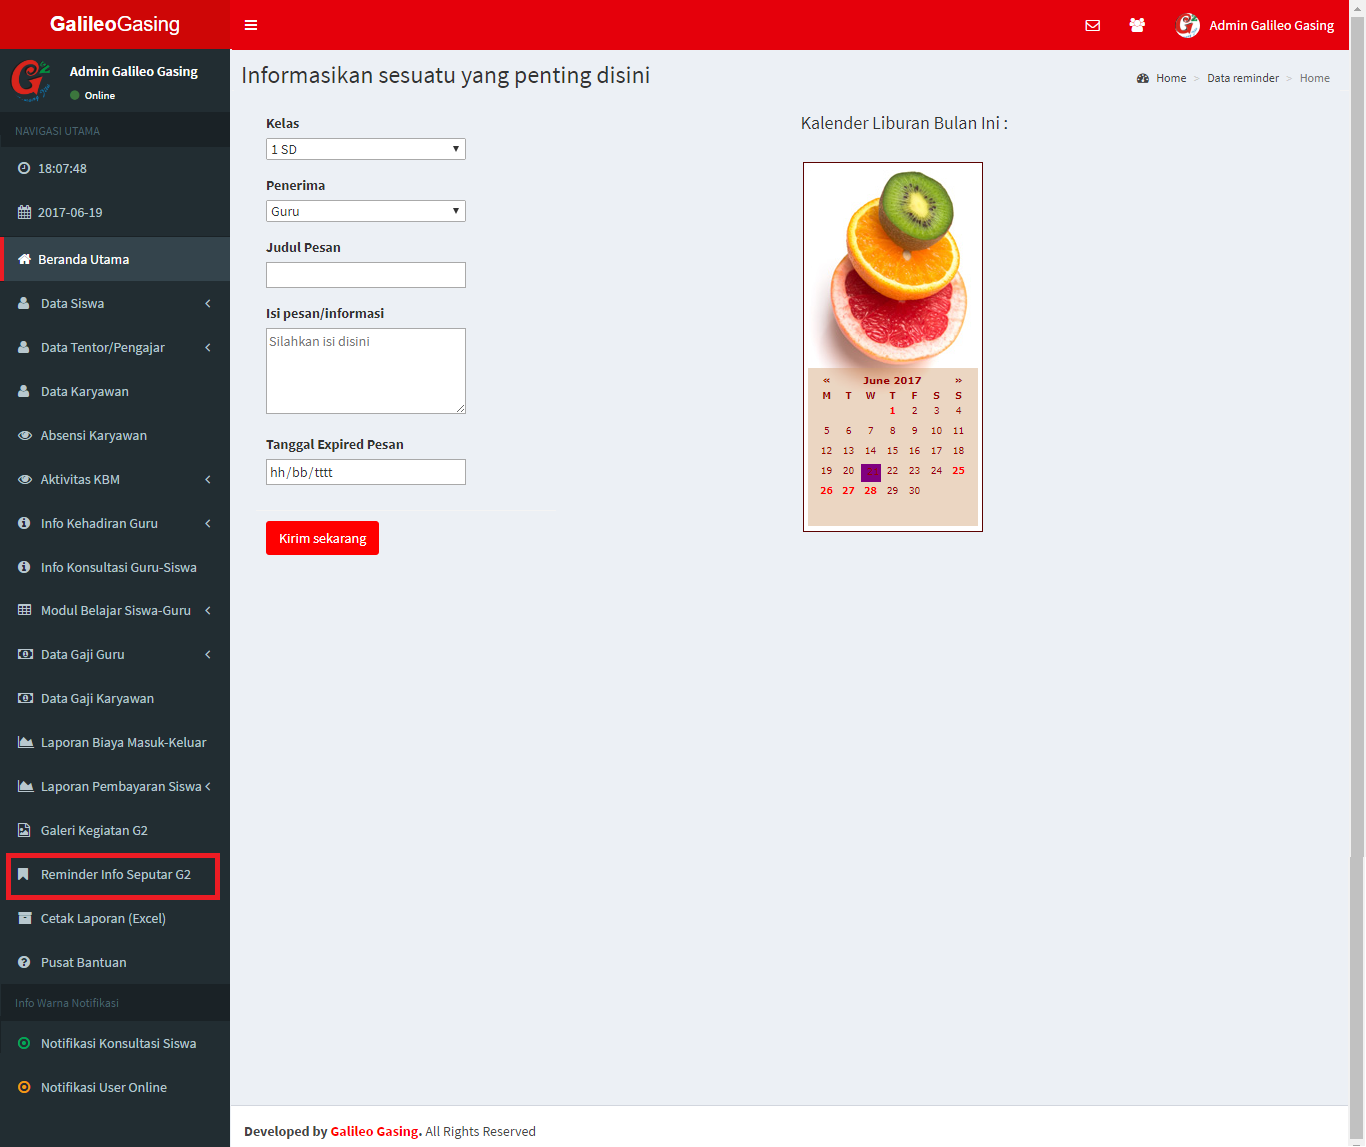 GalileoGasing
Admin Galileo Gasing
Admin Galileo Gasing
Online
NAVIGASI UTAMA
18:07:48
2017-06-19
Beranda Utama
Data Siswa
Data Tentor/Pengajar
Data Karyawan
Absensi Karyawan
Aktivitas KBM
Info Kehadiran Guru
Info Konsultasi Guru-Siswa
Modul Belajar Siswa-Guru
Data Gaji Guru
Data Gaji Karyawan
Laporan Biaya Masuk-Keluar
Laporan Pembayaran Siswa
Galeri Kegiatan G2
Reminder Info Seputar G2
Cetak Laporan (Excel)
Pusat Bantuan
Info Warna Notifikasi
Notifikasi Konsultasi Siswa
Notifikasi User Online
Informasikan sesuatu yang penting disini
Home > Data reminder > Home
Kelas
1 SD
Penerima
Guru
Judul Pesan
Isi pesan/informasi
Silahkan isi disini
Tanggal Expired Pesan
hh/bb/tttt
Kirim sekarang
Kalender Liburan Bulan Ini :
« June 2017 »
M T W T F S S
1 2 3 4
5 6 7 8 9 10 11
12 13 14 15 16 17 18
19 20 22 23 24 25
26 27 28 29 30
Developed by Galileo Gasing. All Rights Reserved